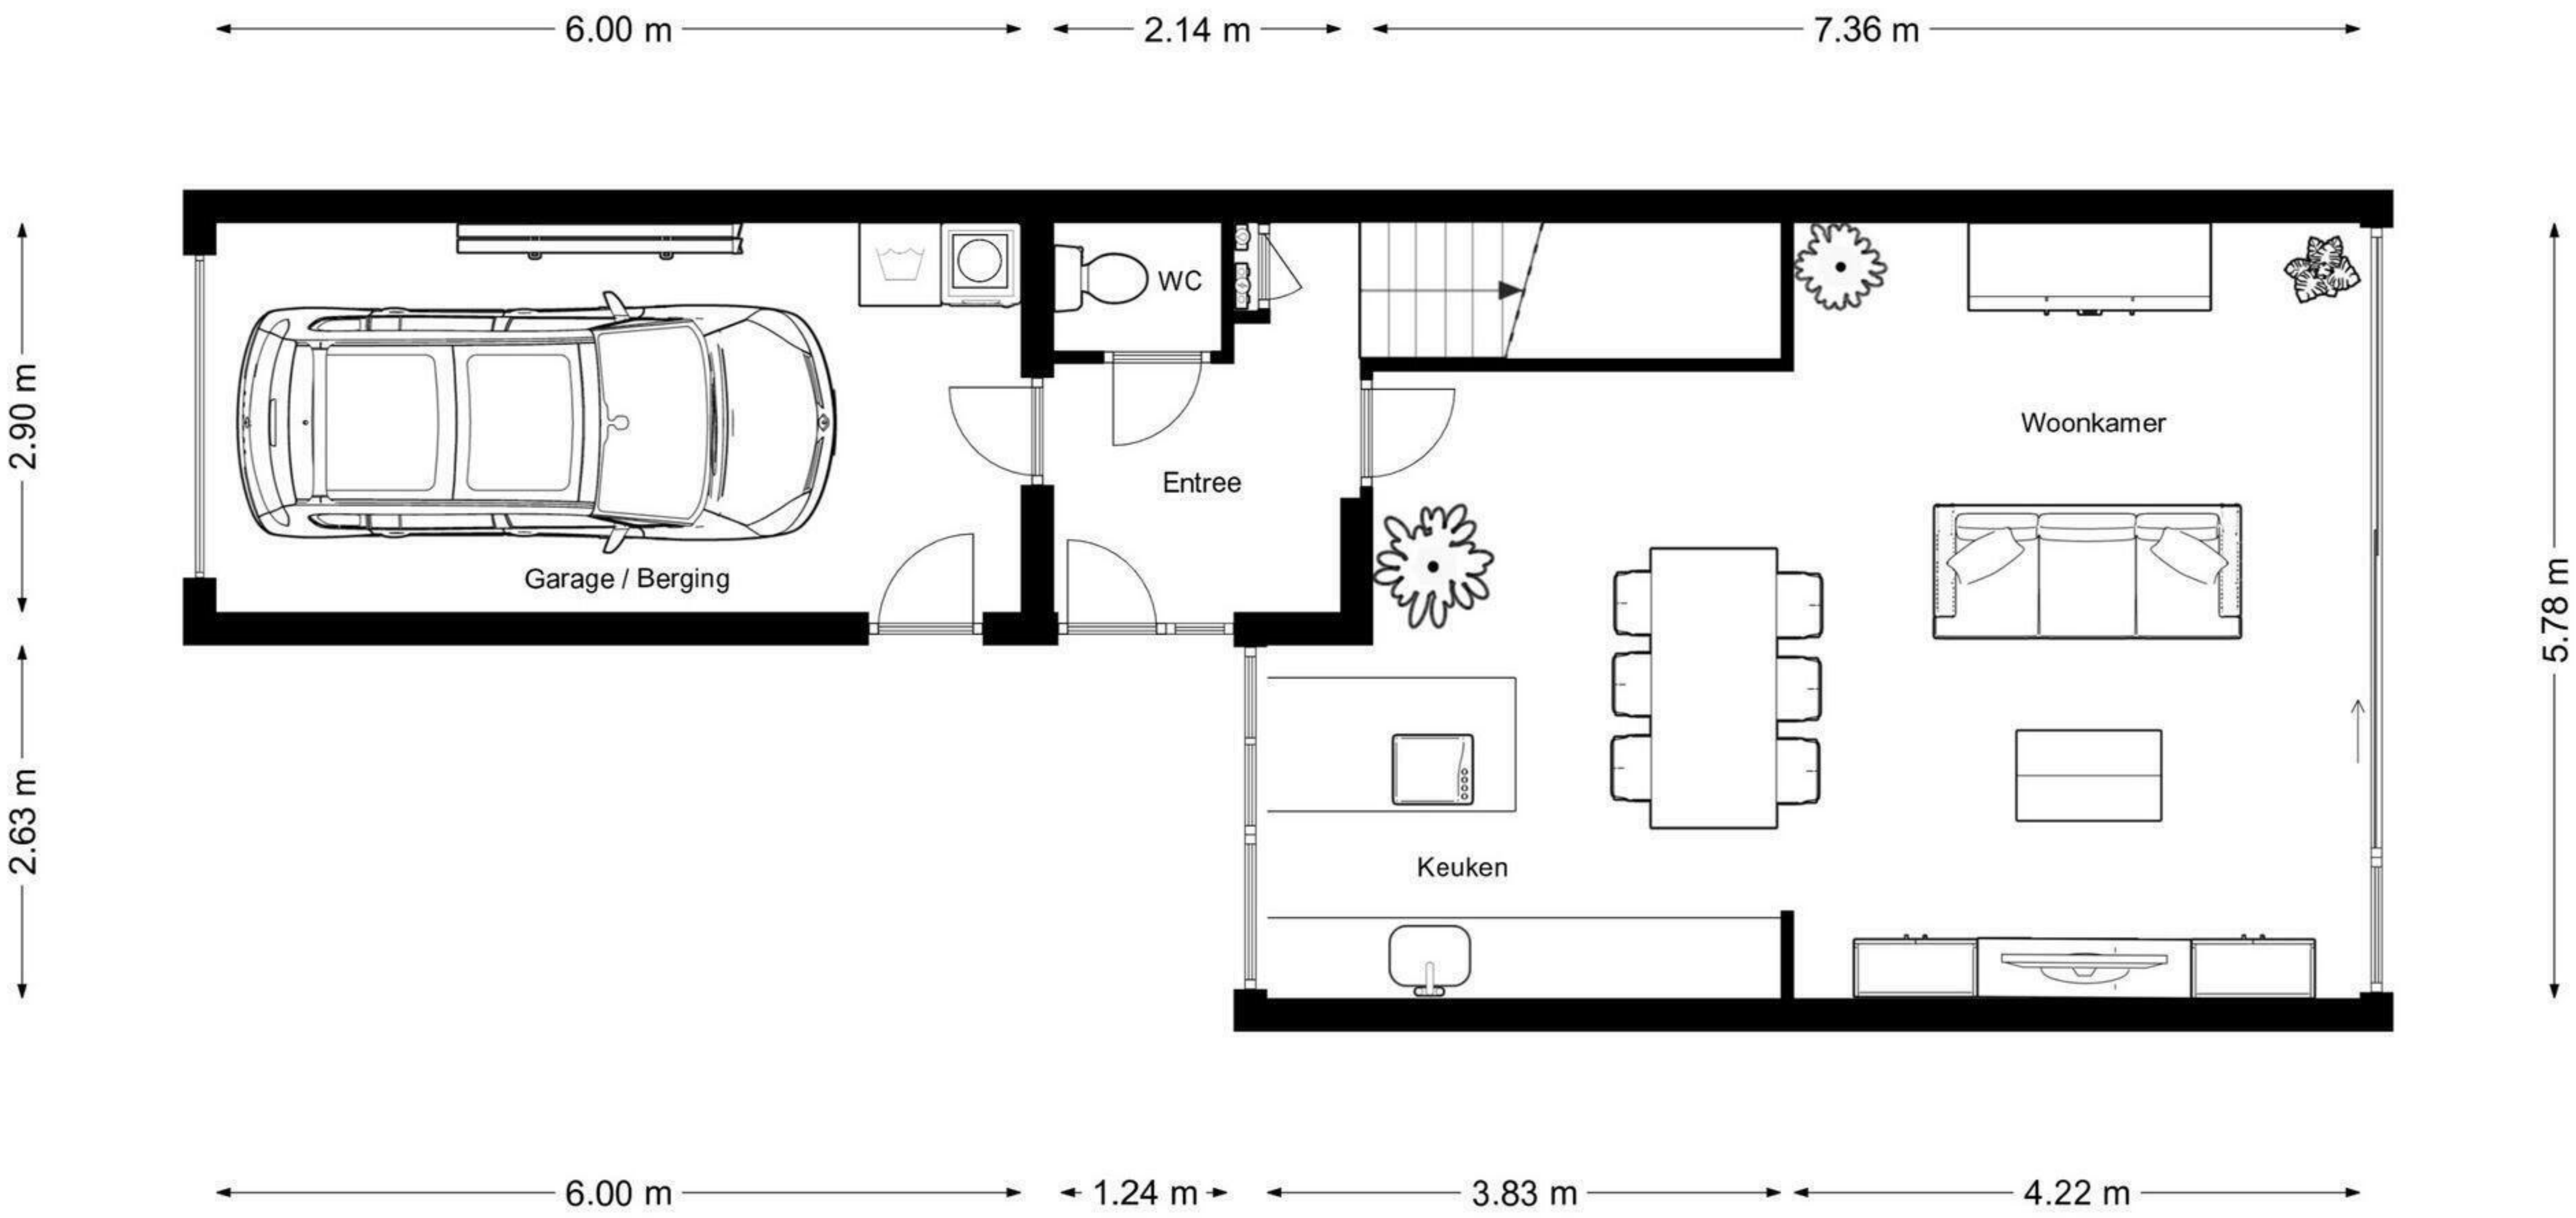 6.00 m
2.14 m
7.36 m
WC
2.90 m
Woonkamer
Entree
Garage / Berging
5.78 m
2.63 m
Keuken
6.00 m
1.24 m
3.83 m
4.22 m